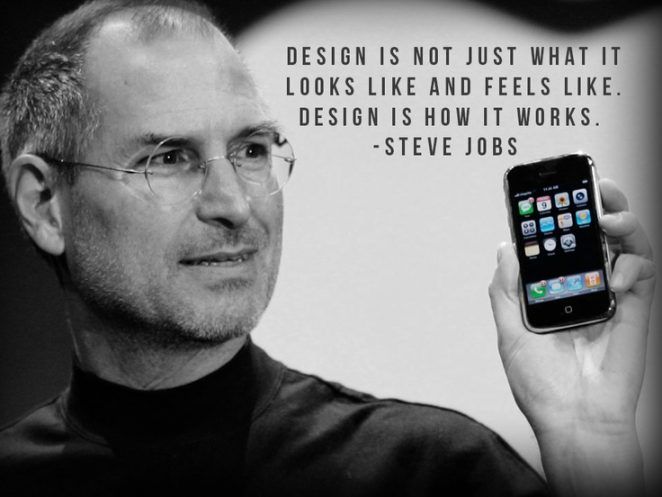 DESIGN IS NOT JUST WHAT IT
LOOKS LIKE AND FEELS LIKE.
DESIGN IS HOW IT WORKS.
-STEVE JOBS